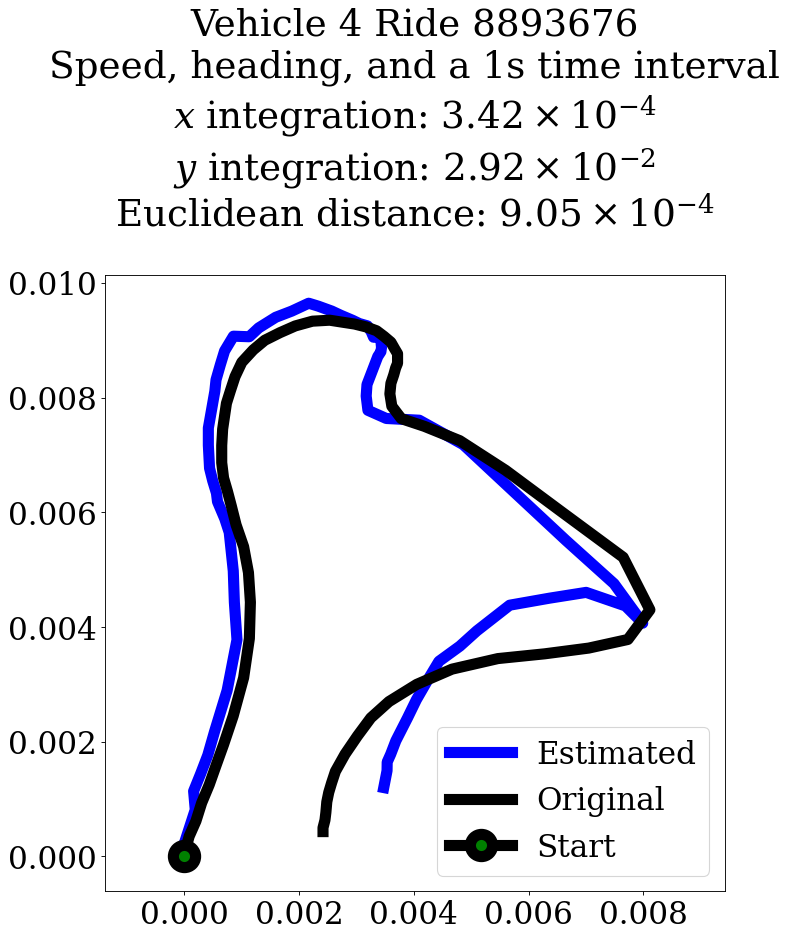 Vehicle 4 Ride 8893676
Speed, heading, and a 1s time interval
x integration: 3.42 × 10⁻⁴
y integration: 2.92 × 10⁻²
Euclidean distance: 9.05 × 10⁻⁴
0.010
0.008
0.006
0.004
0.002
0.000
Estimated
Original
Start
0.000 0.002 0.004 0.006 0.008